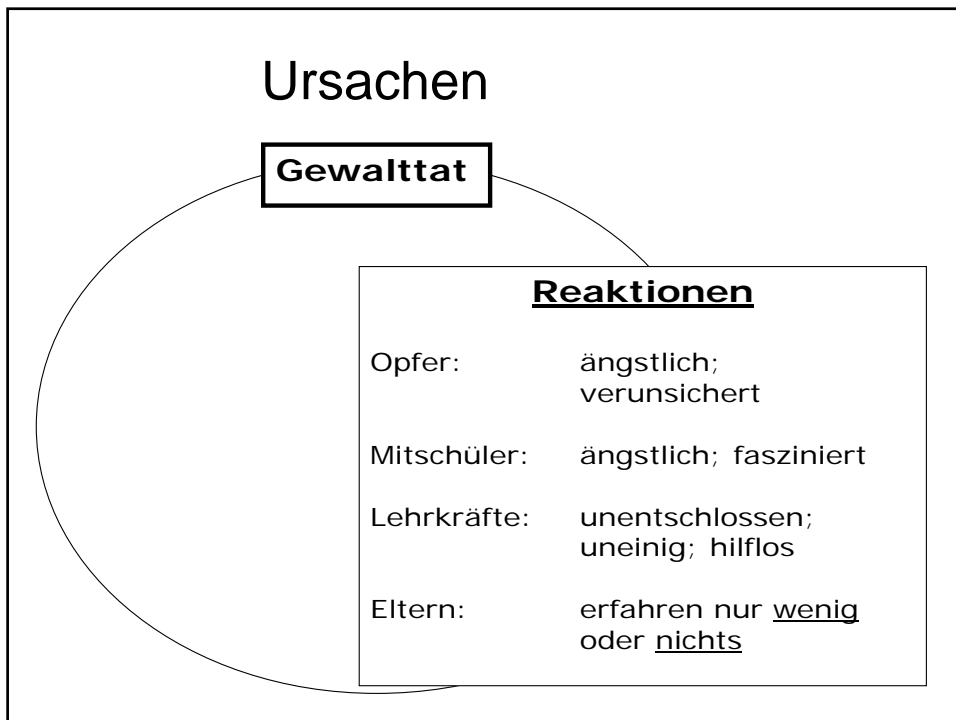 Ursachen
Gewalttat
Reaktionen
Opfer: ängstlich;
verunsichert
Mitschüler: ängstlich; fasziniert
Lehrkräfte: unentschlossen;
uneinig; hilflos
Eltern: erfahren nur wenig
oder nichts